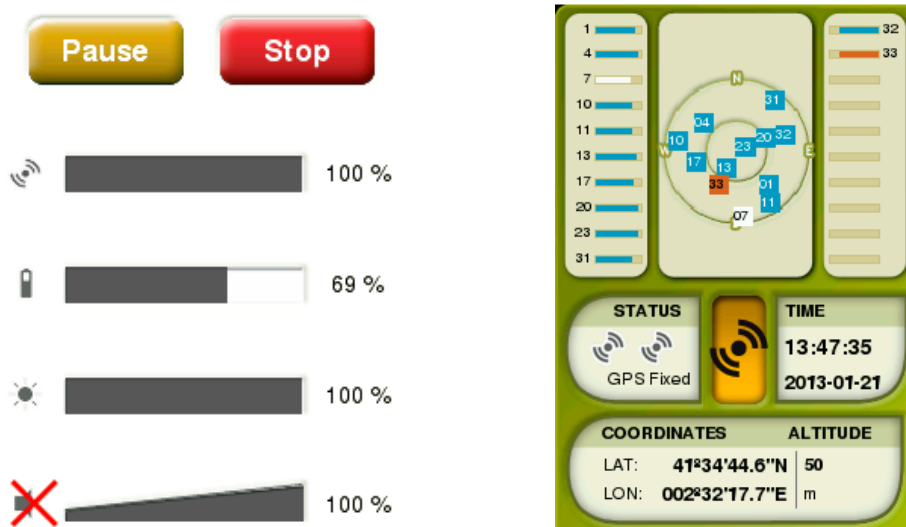 Pause Stop
100 %
69 %
100 %
100 %
1
4
7
10
11
13
17
20
23
31
N
31
04
20 32
10
W
23
E
17
13
33
01
11
07
32
33
STATUS
GPS Fixed
TIME
13:47:35
2013-01-21
COORDINATES ALTITUDE
LAT: 41º34'44.6"N 50
LON: 002º32'17.7"E m